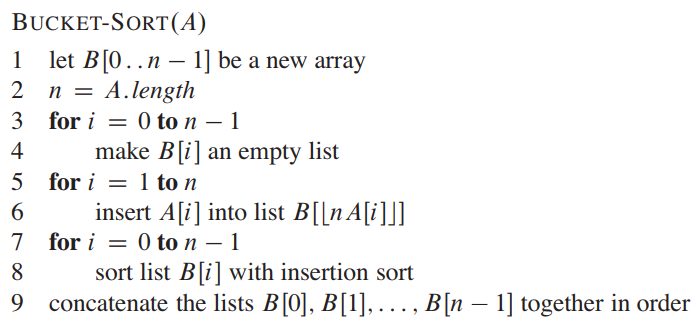 BUCKET-SORT(A)
1 let B[0..n − 1] be a new array
2 n = A.length
3 for i = 0 to n − 1
4 make B[i] an empty list
5 for i = 1 to n
6 insert A[i] into list B[⌊nA[i]⌋]
7 for i = 0 to n − 1
8 sort list B[i] with insertion sort
9 concatenate the lists B[0], B[1], . . . , B[n − 1] together in order